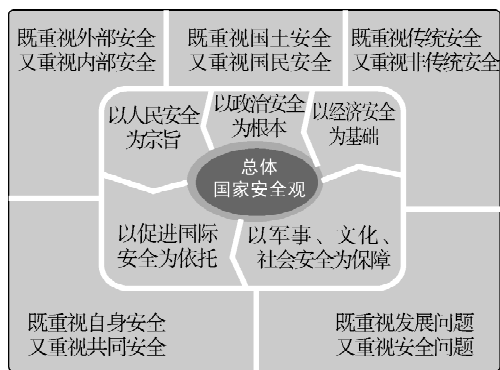 既重视外部安全
又重视内部安全
既重视国土安全
又重视国民安全
既重视传统安全
又重视非传统安全
以人民安全
为宗旨
以政治安全
为根本
以经济安全
为基础
总体
国家安全观
以促进国际
安全为依托
以军事、文化、
社会安全为保障
既重视自身安全
又重视共同安全
既重视发展问题
又重视安全问题